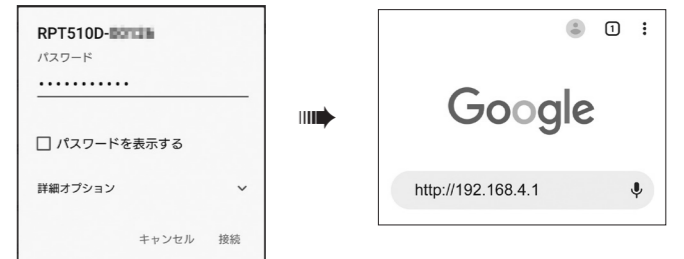 RPT510D-
パスワード
•••••••••••
パスワードを表示する
詳細オプション
キャンセル 接続
1
Google
http://192.168.4.1